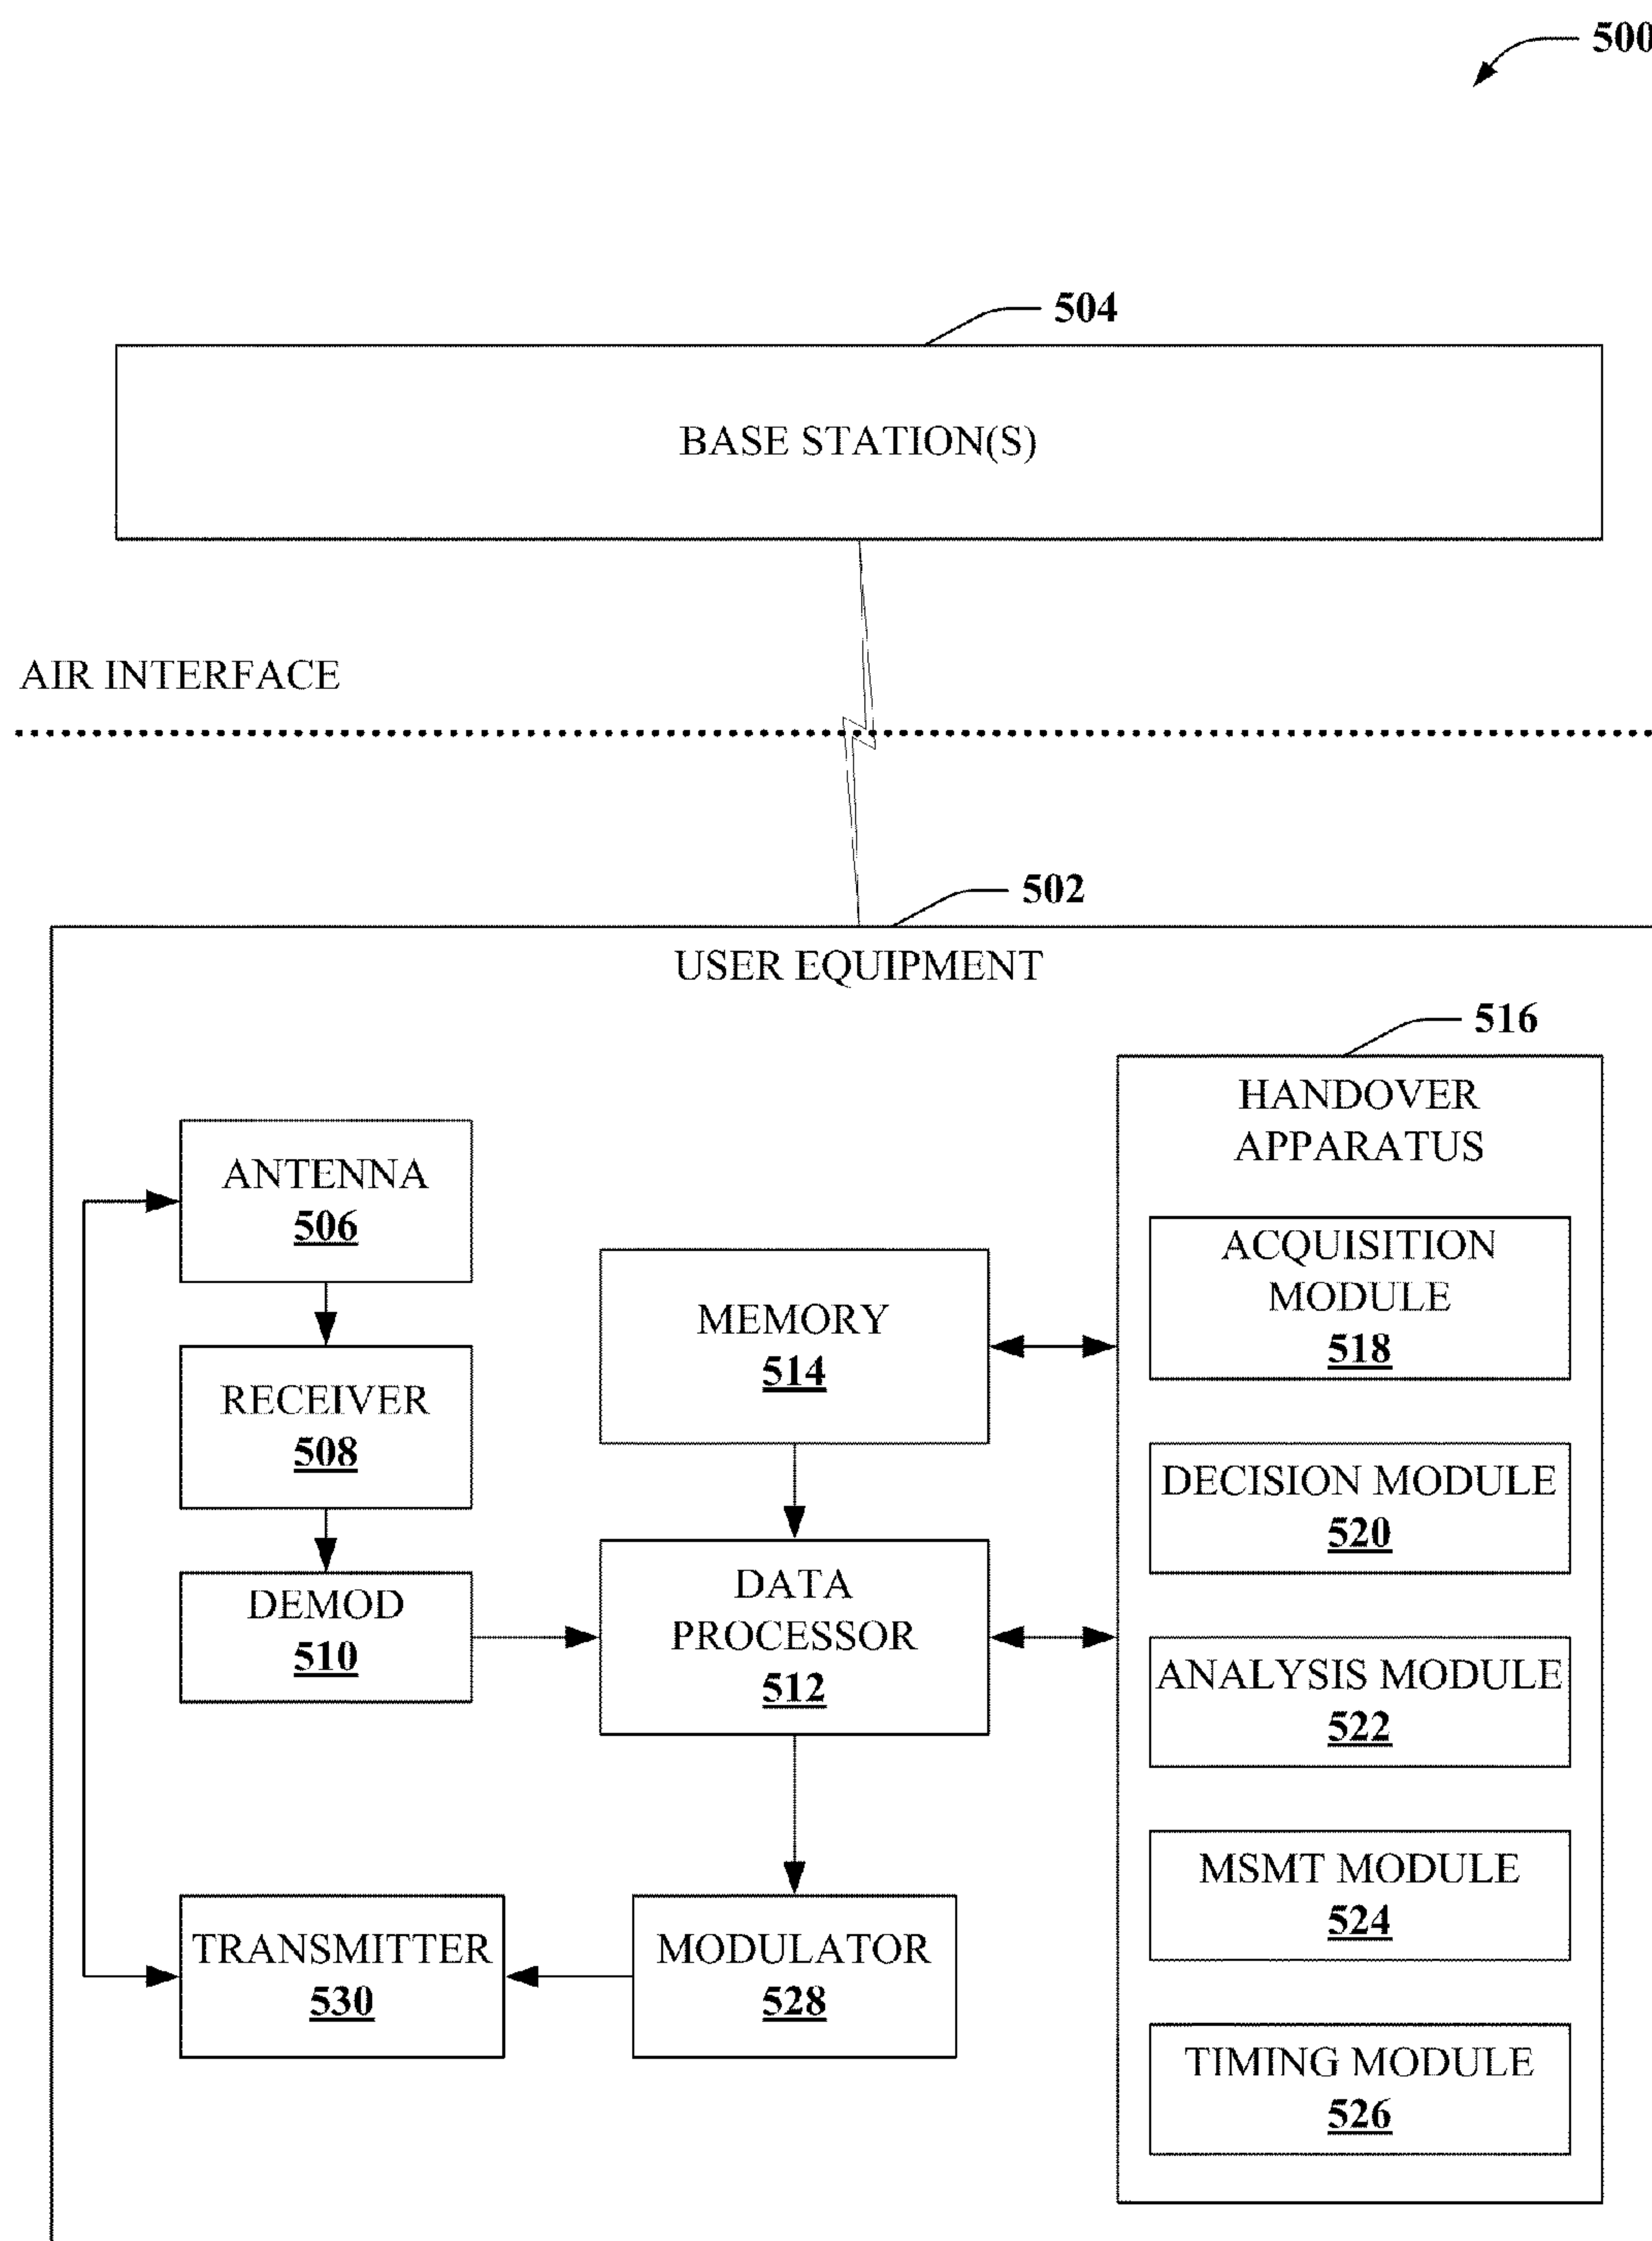 500
504
BASE STATION(S)
AIR INTERFACE
502
USER EQUIPMENT
516
HANDOVER
APPARATUS
ANTENNA
506
ACQUISITION
MODULE
518
MEMORY
514
RECEIVER
508
DECISION MODULE
520
DEMOD
510
DATA
PROCESSOR
512
ANALYSIS MODULE
522
MSMT MODULE
524
TRANSMITTER
530
MODULATOR
528
TIMING MODULE
526